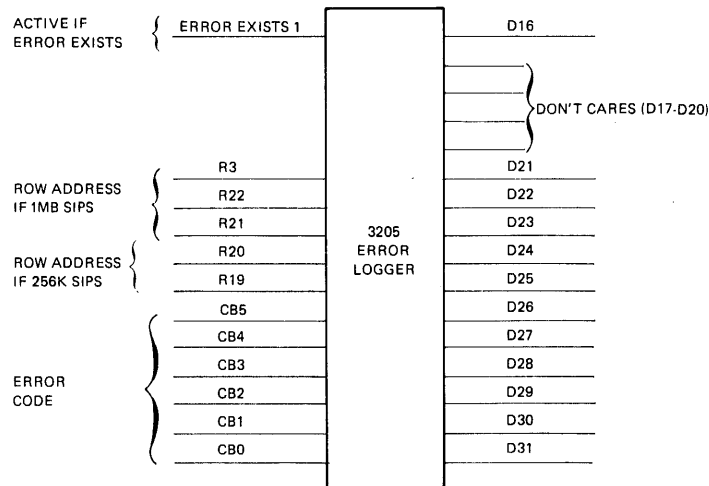 ACTIVE IF
ERROR EXISTS
ERROR EXISTS 1
D16
DON'T CARES (D17-D20)
ROW ADDRESS
IF 1MB SIPS
R3
D21
R22
D22
R21
D23
ROW ADDRESS
IF 256K SIPS
R20
D24
R19
D25
3205
ERROR
LOGGER
ERROR
CODE
CB5
D26
CB4
D27
CB3
D28
CB2
D29
CB1
D30
CB0
D31